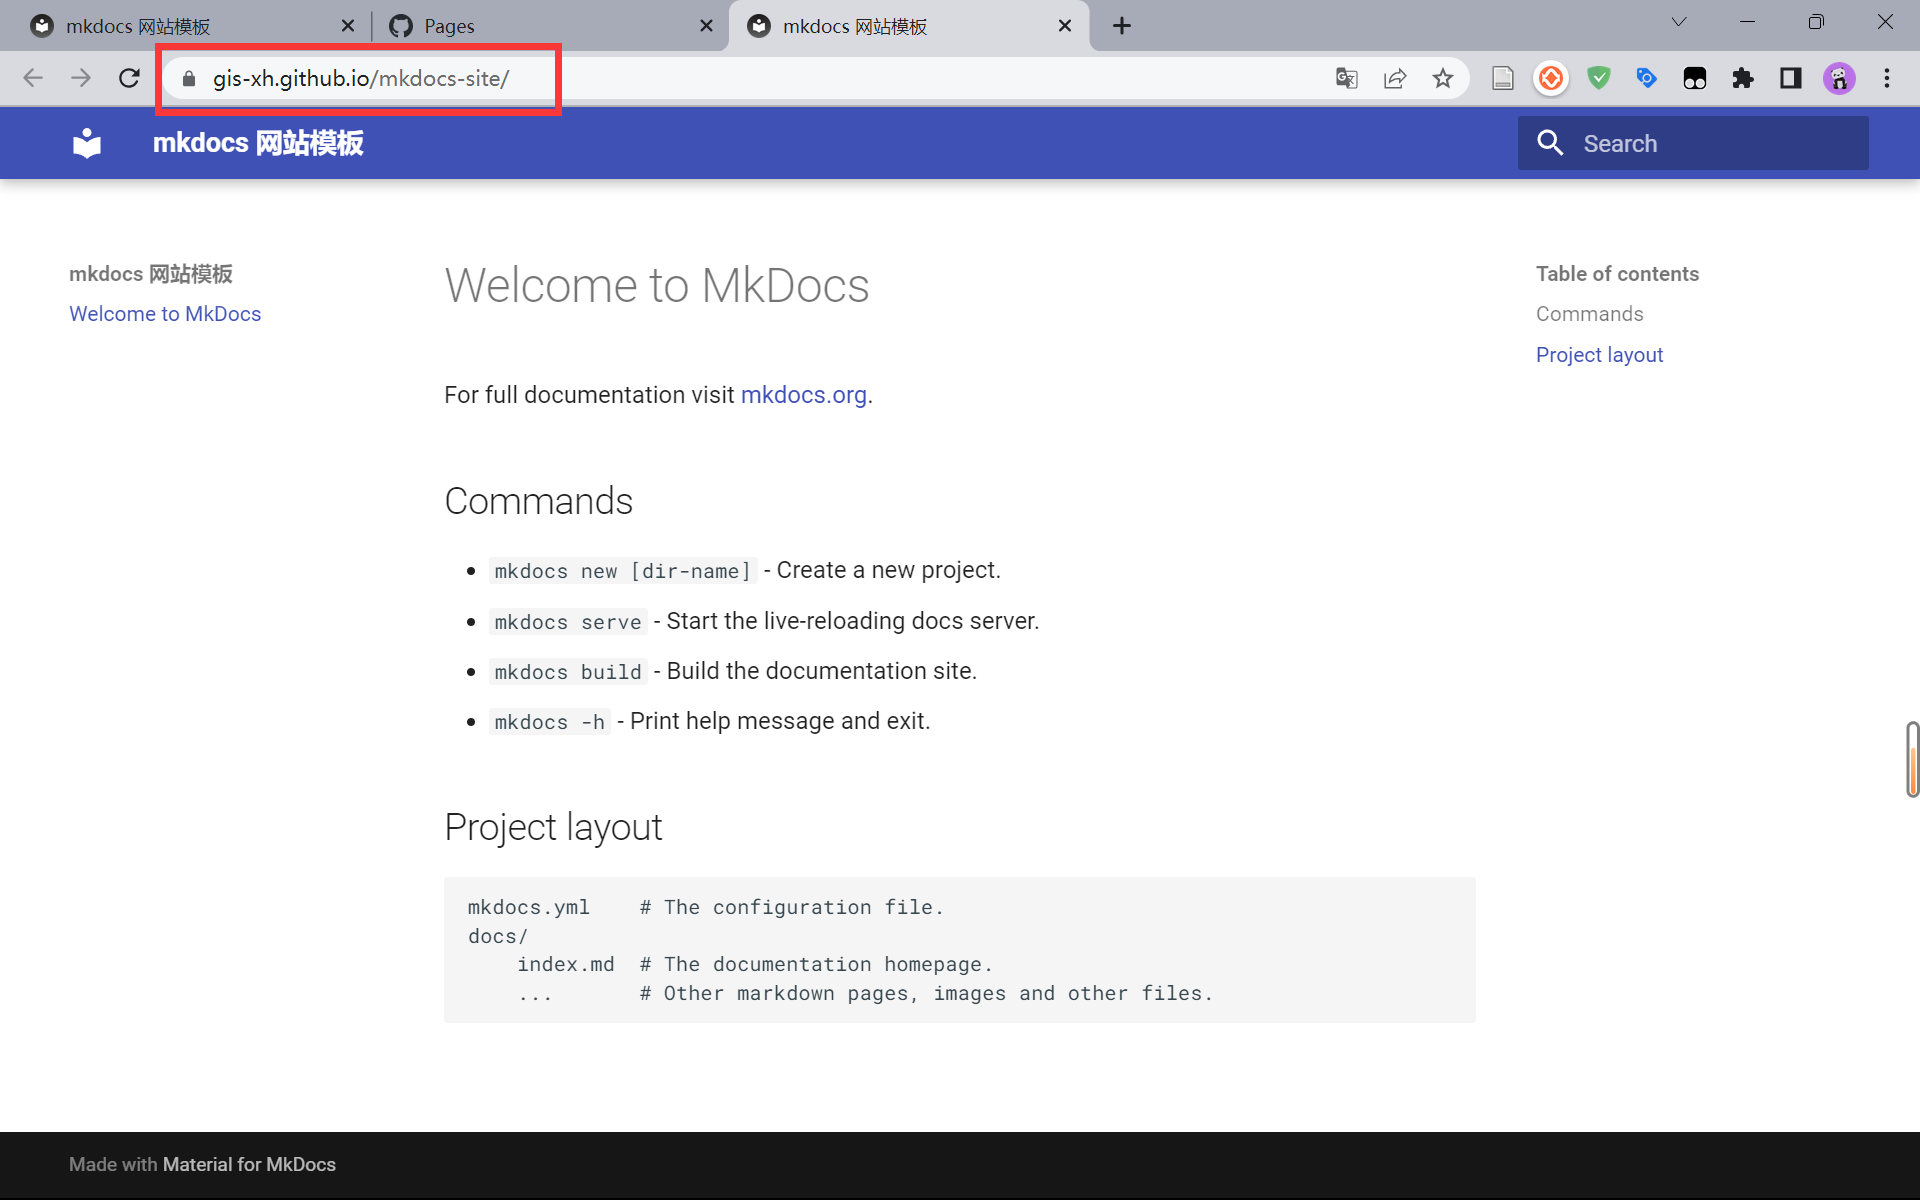 mkdocs 网站模板
Pages
mkdocs 网站模板
gis-xh.github.io/mkdocs-site/
mkdocs 网站模板
Search
mkdocs 网站模板
Welcome to MkDocs
Welcome to MkDocs
For full documentation visit mkdocs.org.
Commands
mkdocs new [dir-name] - Create a new project.
mkdocs serve - Start the live-reloading docs server.
mkdocs build - Build the documentation site.
mkdocs -h - Print help message and exit.
Project layout
mkdocs.yml    # The configuration file.
docs/
    index.md  # The documentation homepage.
    ...       # Other markdown pages, images and other files.
Table of contents
Commands
Project layout
Made with Material for MkDocs